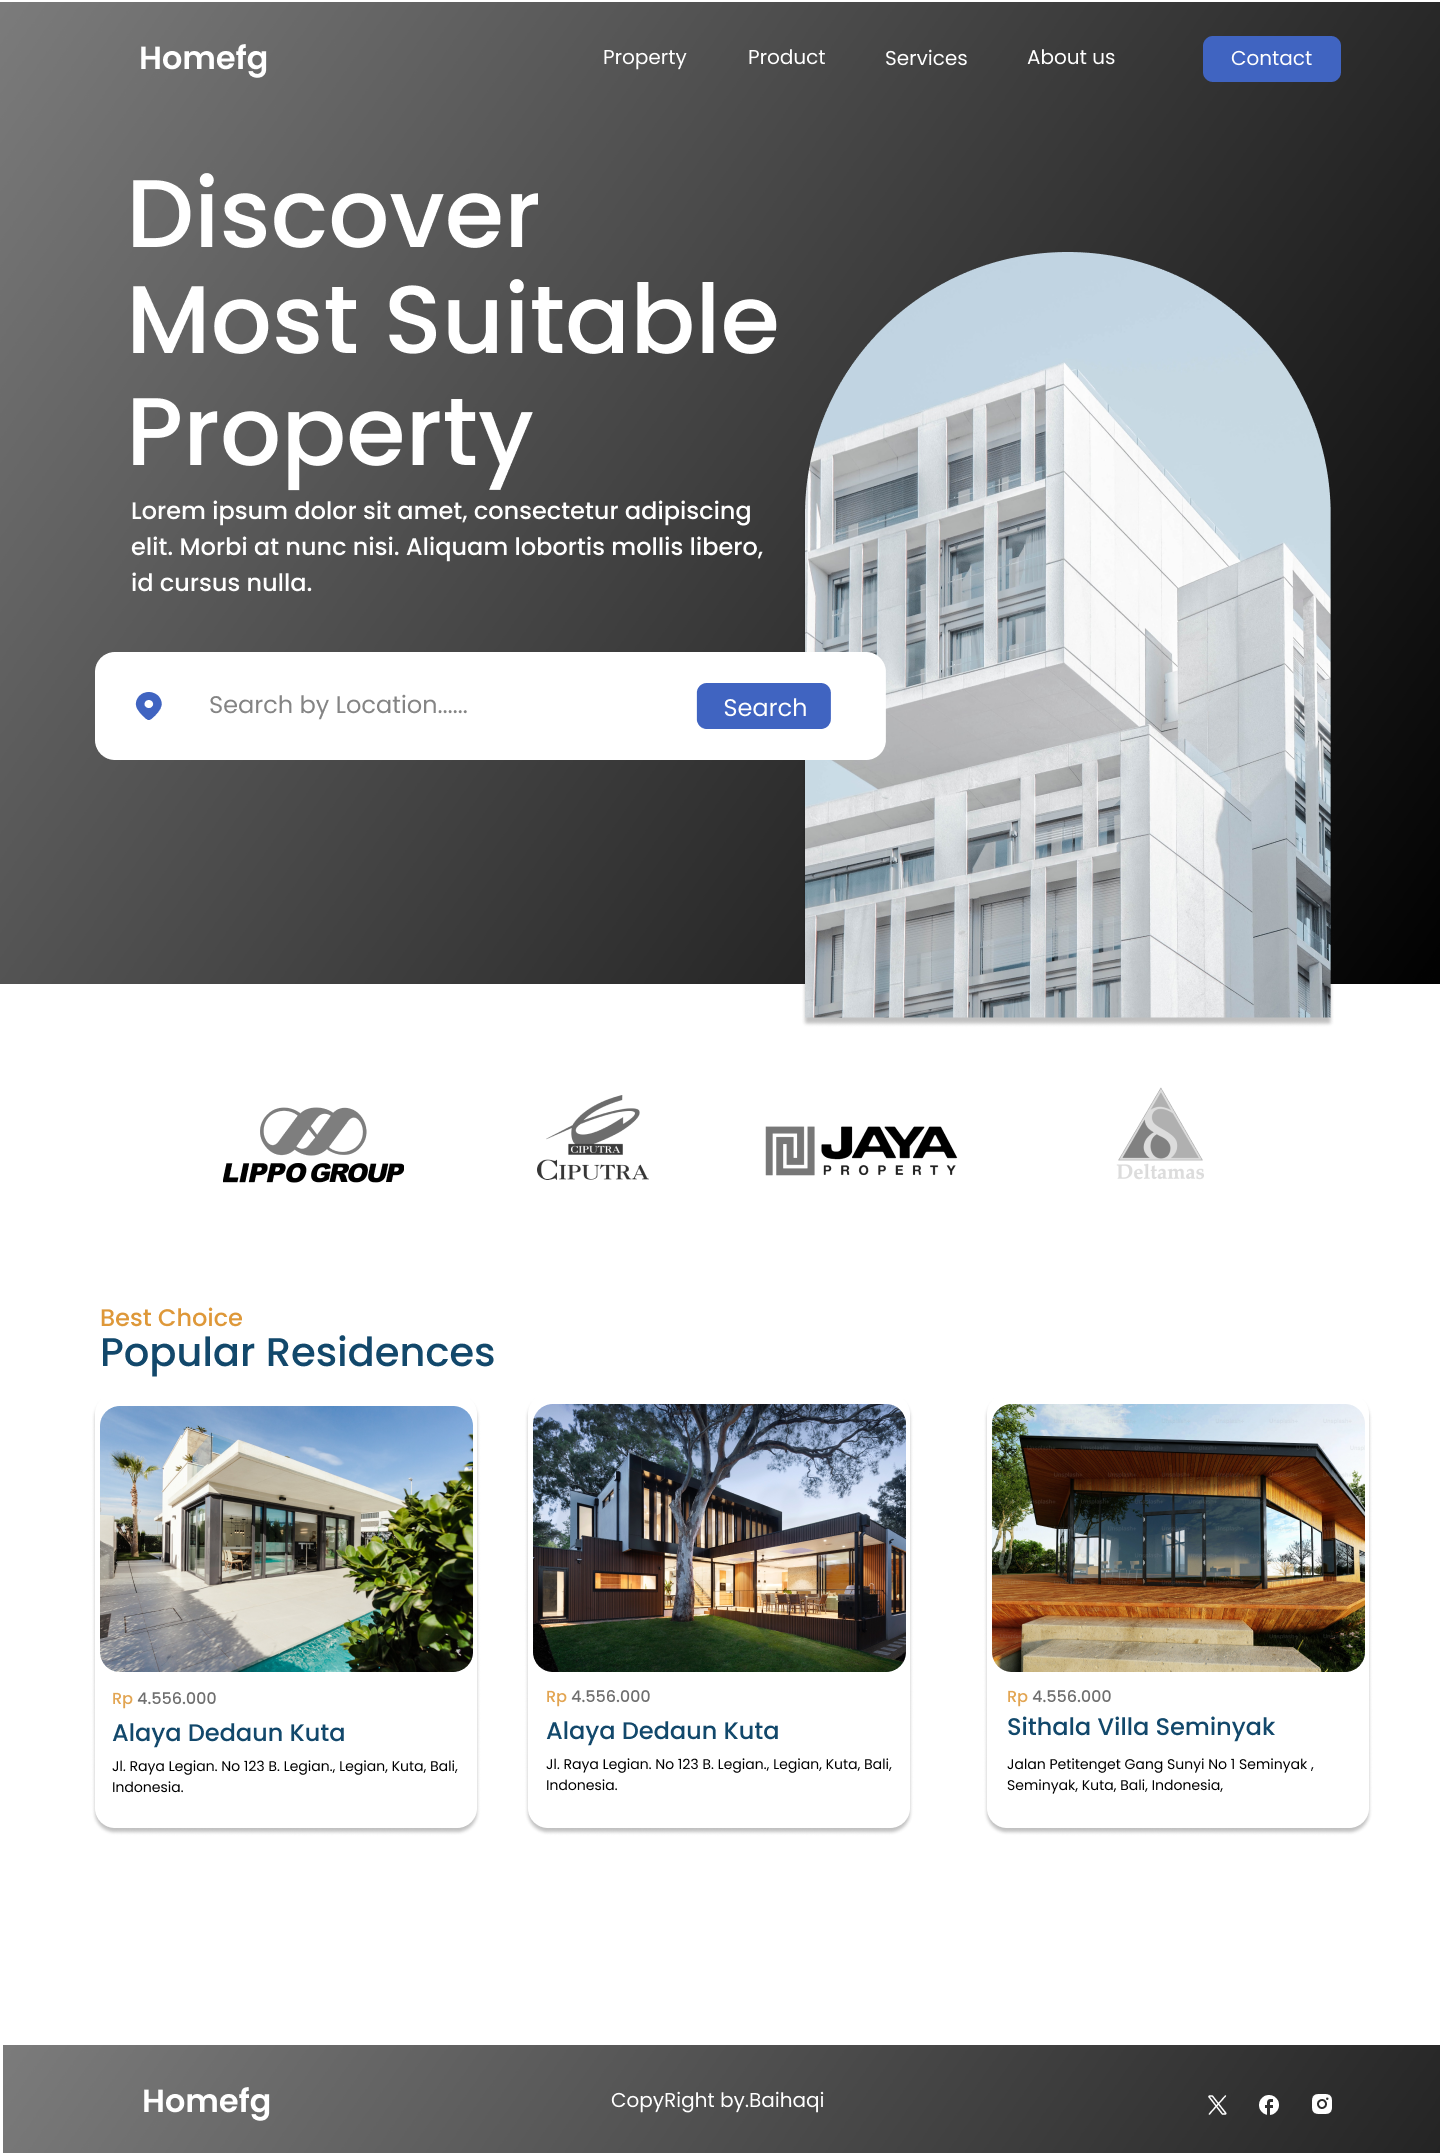 Homefg
Property
Product
Services
About us
Contact
Discover
Most Suitable
Property
Lorem ipsum dolor sit amet, consectetur adipiscing
elit. Morbi at nunc nisi. Aliquam lobortis mollis libero,
id cursus nulla.
Search by Location......
Search
LIPPO GROUP
CIPUTRA
CIPUTRA
JAYA
PROPERTY
Deltamas
Best Choice
Popular Residences
Rp 4.556.000
Alaya Dedaun Kuta
Jl. Raya Legian. No 123 B. Legian., Legian, Kuta, Bali,
Indonesia.
Rp 4.556.000
Alaya Dedaun Kuta
Jl. Raya Legian. No 123 B. Legian., Legian, Kuta, Bali,
Indonesia.
Rp 4.556.000
Sithala Villa Seminyak
Jalan Petitenget Gang Sunyi No 1 Seminyak ,
Seminyak, Kuta, Bali, Indonesia,
Homefg
CopyRight by.Baihaqi